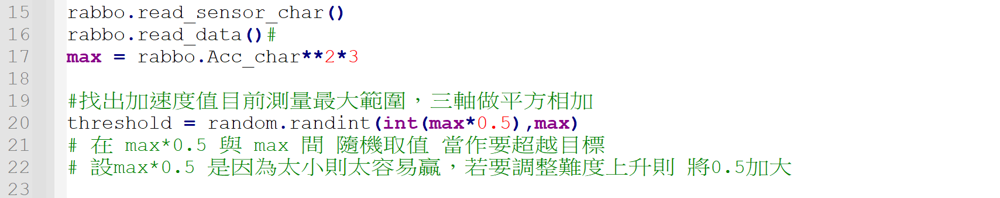 15 rabbo.read_sensor_char()
16 rabbo.read_data()#
17 max = rabbo.Acc_char**2*3
18
19 #找出加速度值目前測量最大範圍，三軸做平方相加
20 threshold = random.randint(int(max*0.5),max)
21 # 在 max*0.5 與 max 間 隨機取值 當作要超越目標
22 # 設max*0.5 是因為太小則太容易贏，若要調整難度上升則 將0.5加大
23